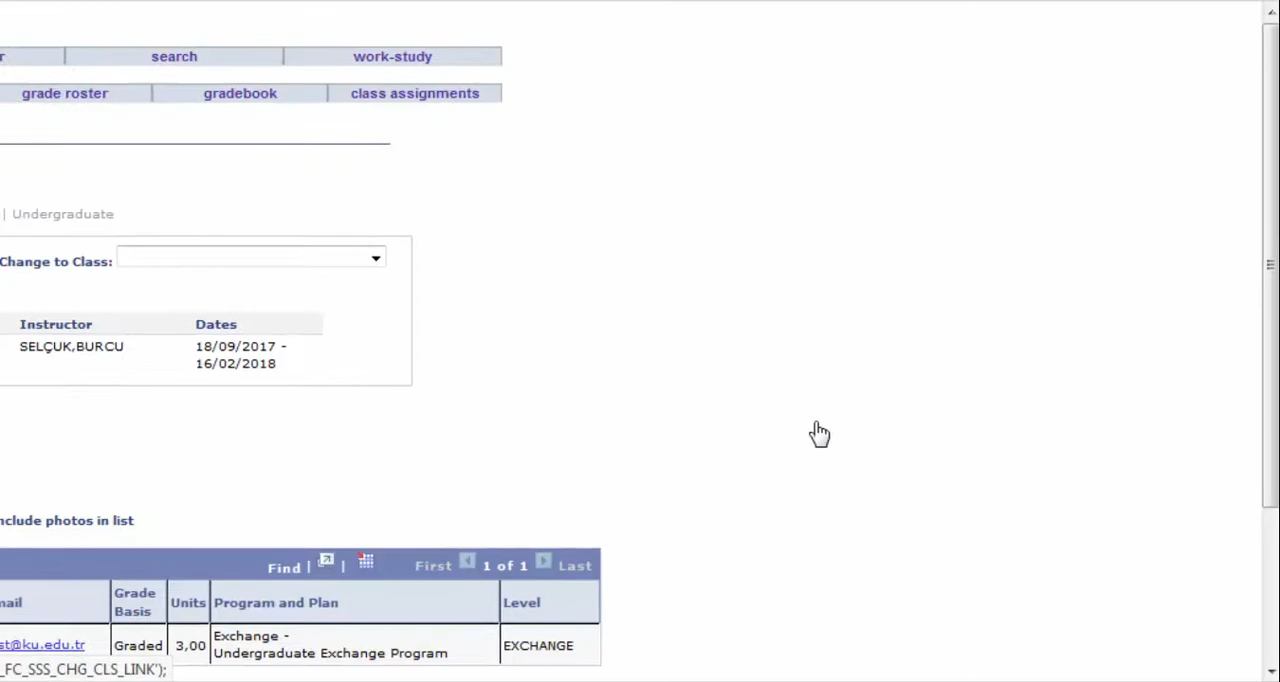 r search work-study
grade roster gradebook class assignments
| Undergraduate
Change to Class:
Instructor Dates
SELÇUK,BURCU 18/09/2017 -
16/02/2018
nclude photos in list
Find | | First 1 of 1 Last
mail Grade Basis Units Program and Plan Level
st@ku.edu.tr Graded 3,00 Exchange -
Undergraduate Exchange Program EXCHANGE
_FC_SSS_CHG_CLS_LINK');